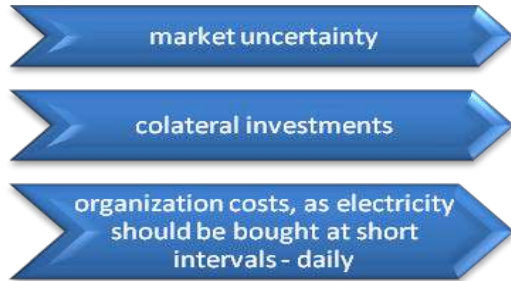 market uncertainty
colateral investments
organization costs, as electricity
should be bought at short
intervals - daily